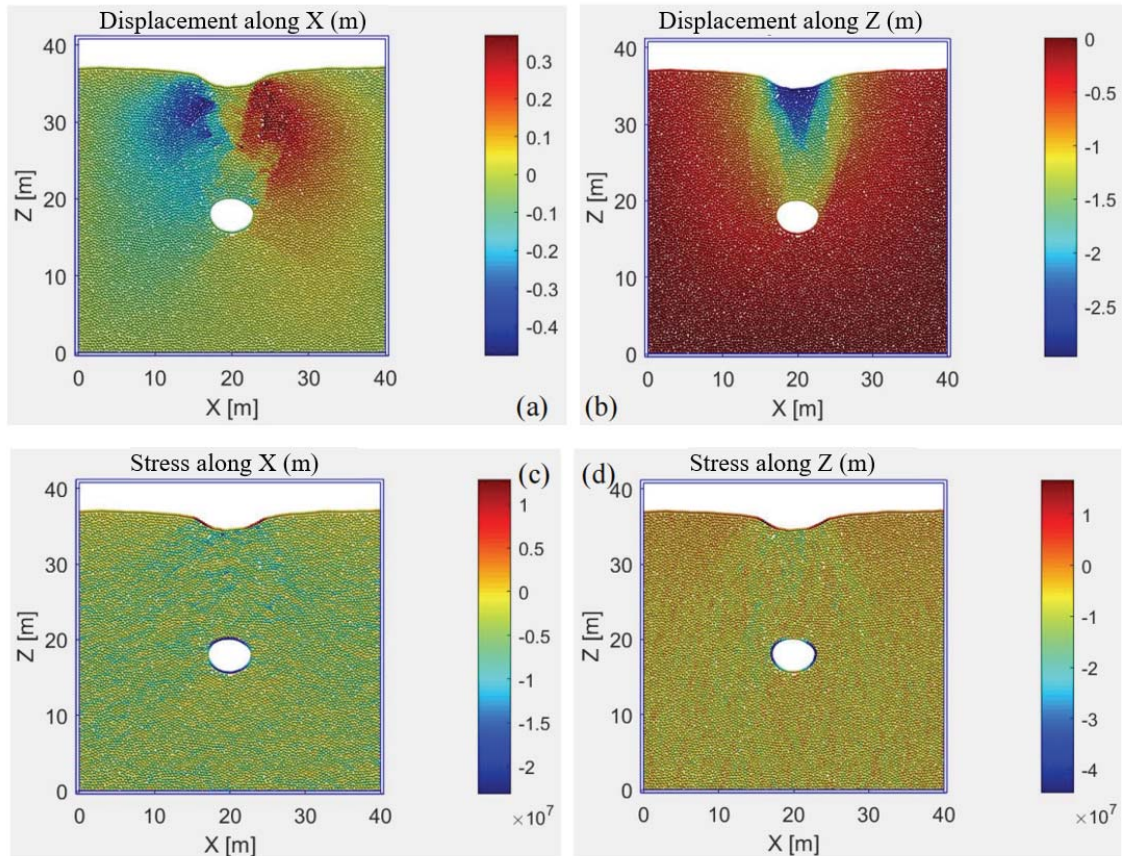 Displacement along X (m)
40
30
20
10
0
Z [m]
0 10 20 30 40
X [m]
0.3
0.2
0.1
0
-0.1
-0.2
-0.3
-0.4
(a)
Displacement along Z (m)
40
30
20
10
0
Z [m]
0 10 20 30 40
X [m]
0
-0.5
-1
-1.5
-2
-2.5
(b)
Stress along X (m)
(c)
40
30
20
10
0
Z [m]
0 10 20 30 40
X [m]
1
0.5
0
-0.5
-1
-1.5
-2
×10⁷
(d)
Stress along Z (m)
40
30
20
10
0
Z [m]
0 10 20 30 40
X [m]
1
0
-1
-2
-3
-4
×10⁷